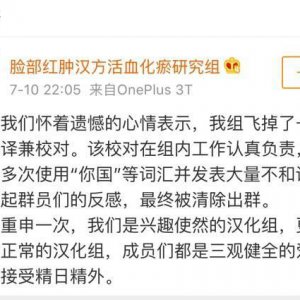 脸部红肿汉方活血化瘀研究组
7-10 22:05 来自OnePlus 3T
我们怀着遗憾的心情表示，我组飞掉了
译兼校对。该校对在组内工作认真负责，
多次使用“你国”等词汇并发表大量不和
起群员们的反感，最终被清除出群。
重申一次，我们是兴趣使然的汉化组，
正常的汉化组，成员们都是三观健全的
接受精日精外。